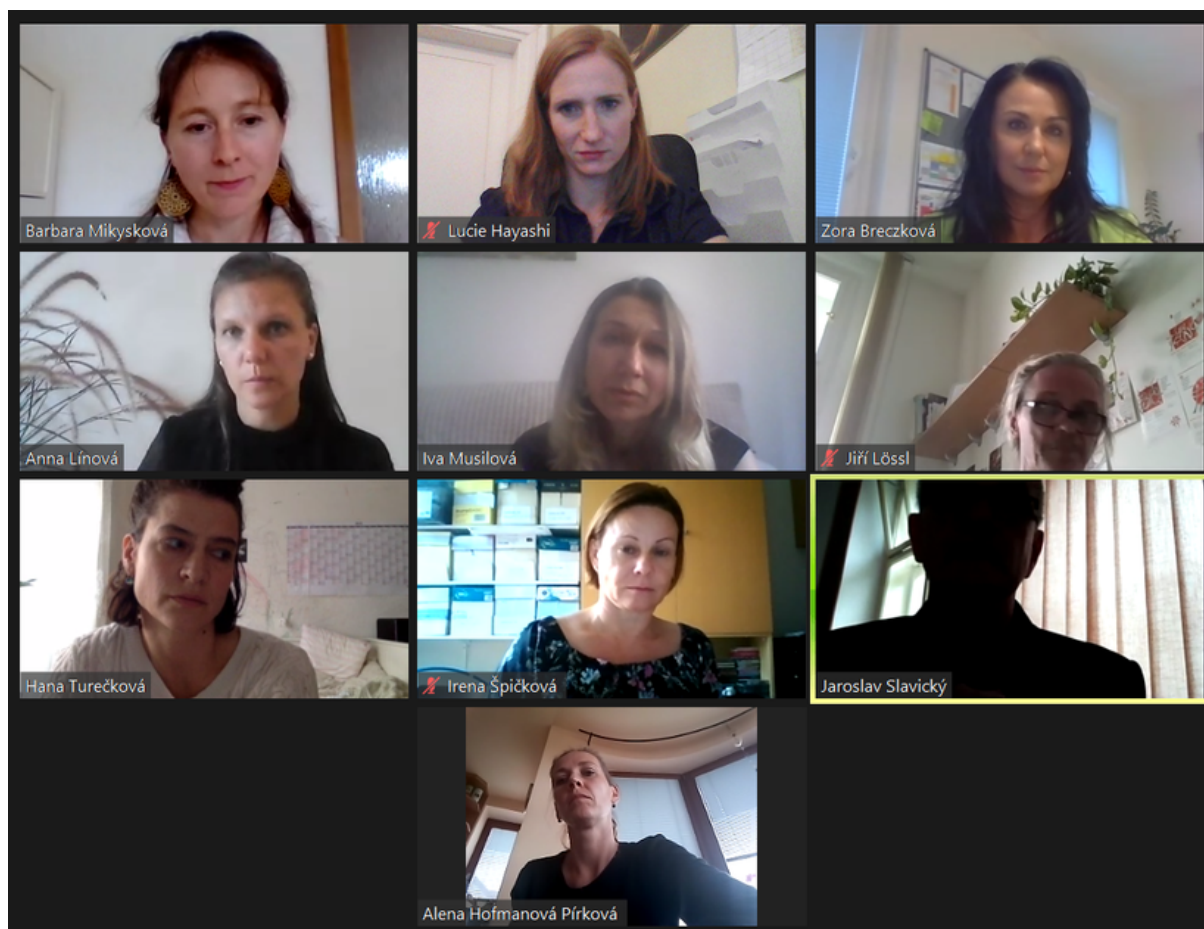 Barbara Mikysková
Lucie Hayashi
Zora Breczková
Anna Línová
Iva Musilová
Jiří Lössl
Hana Turečková
Irena Špičková
Jaroslav Slavický
Alena Hofmanová Pírková